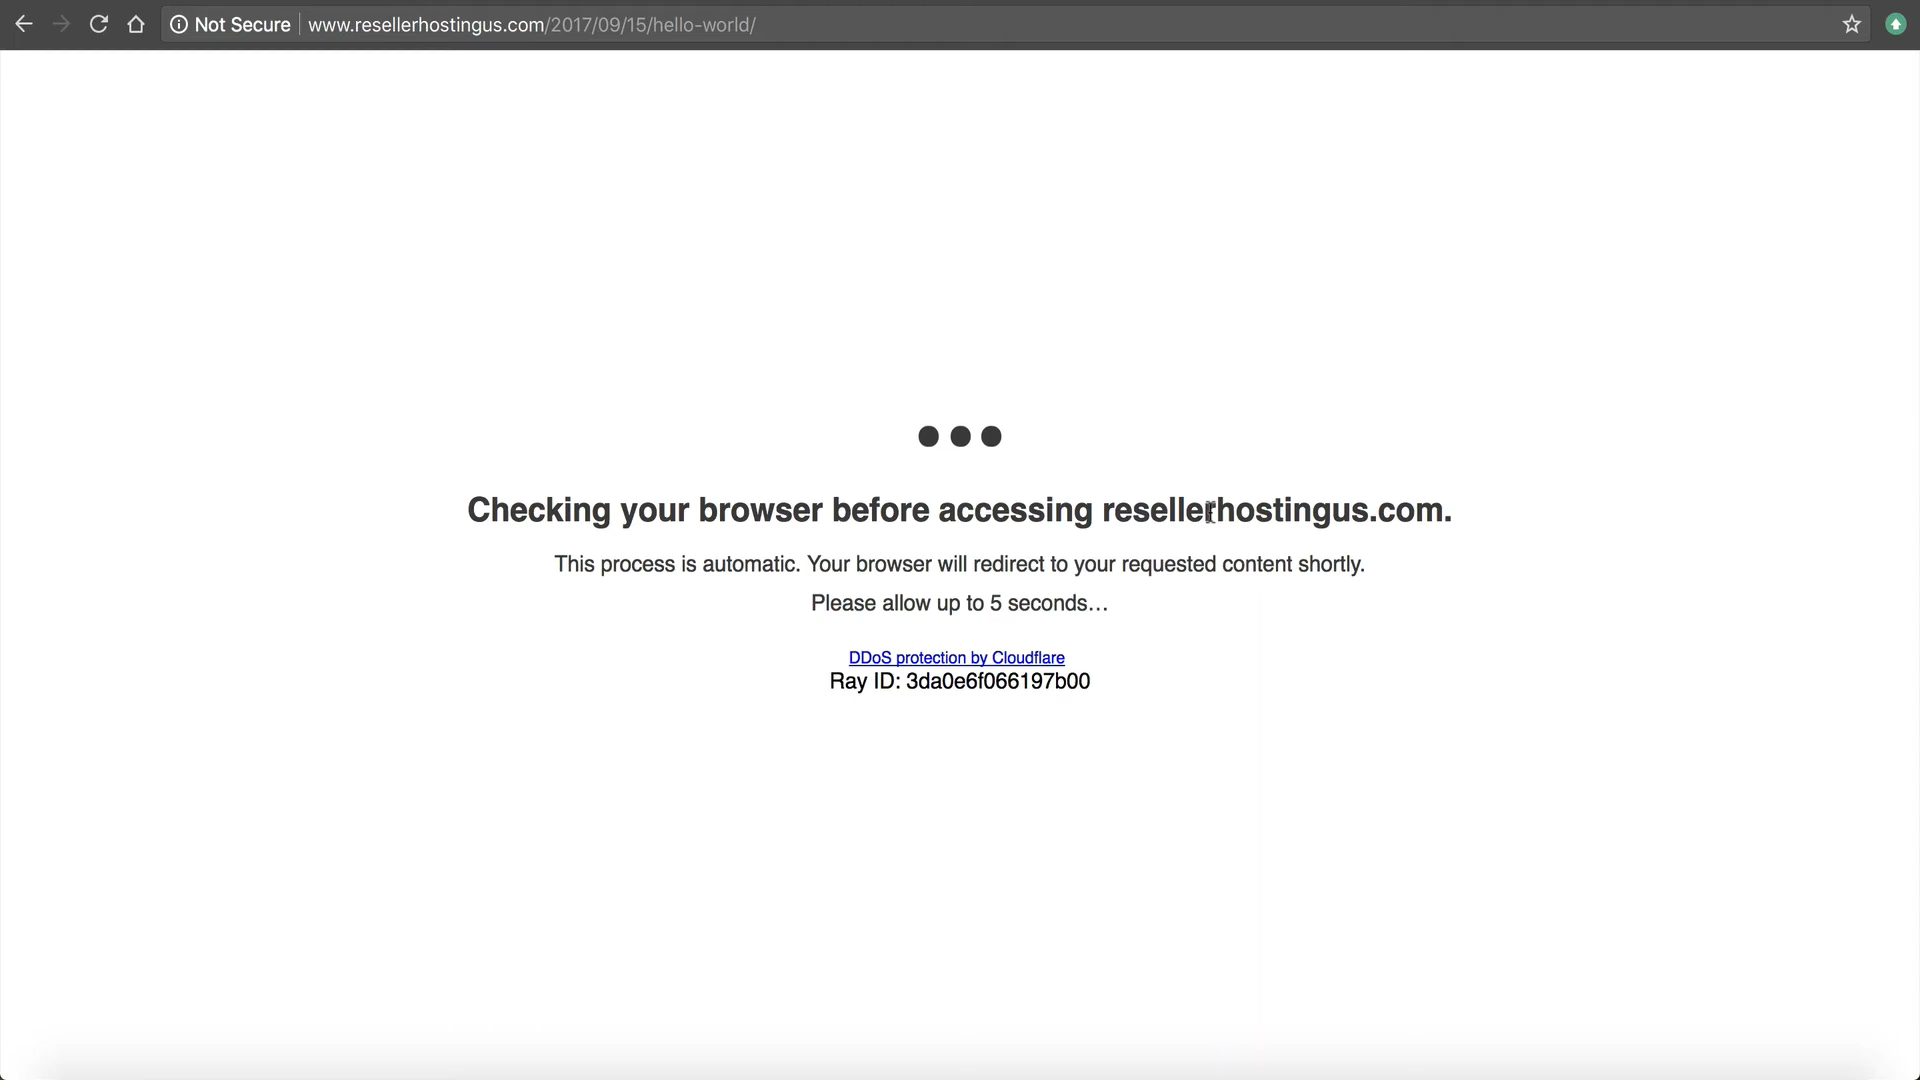 Not Secure www.resellerhostingus.com/2017/09/15/hello-world/
Checking your browser before accessing resellerhostingus.com.
This process is automatic. Your browser will redirect to your requested content shortly.
Please allow up to 5 seconds…
DDoS protection by Cloudflare
Ray ID: 3da0e6f066197b00